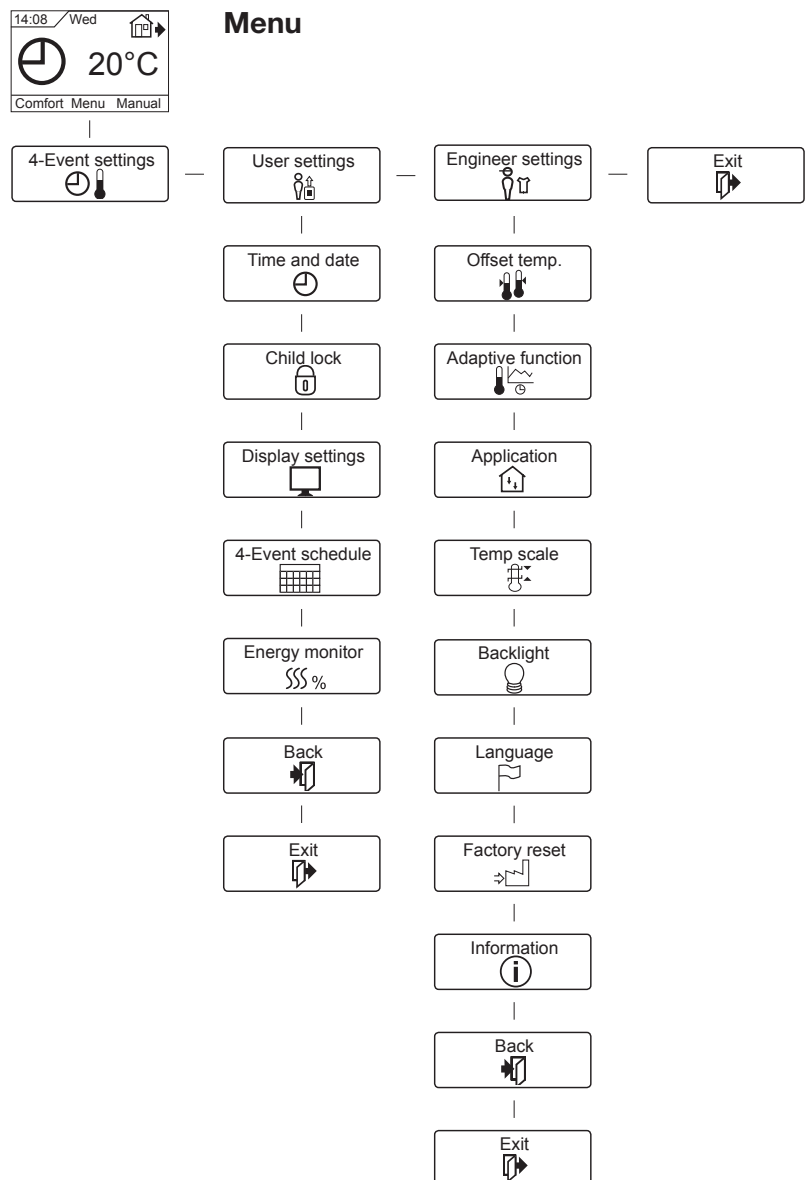 14:08 Wed
20°C
Comfort Menu Manual
Menu
4-Event settings
User settings
Engineer settings
Exit
Time and date
Child lock
Display settings
4-Event schedule
Energy monitor
%
Back
Exit
Offset temp.
Adaptive function
Application
Temp scale
Backlight
Language
Factory reset
Information
i
Back
Exit